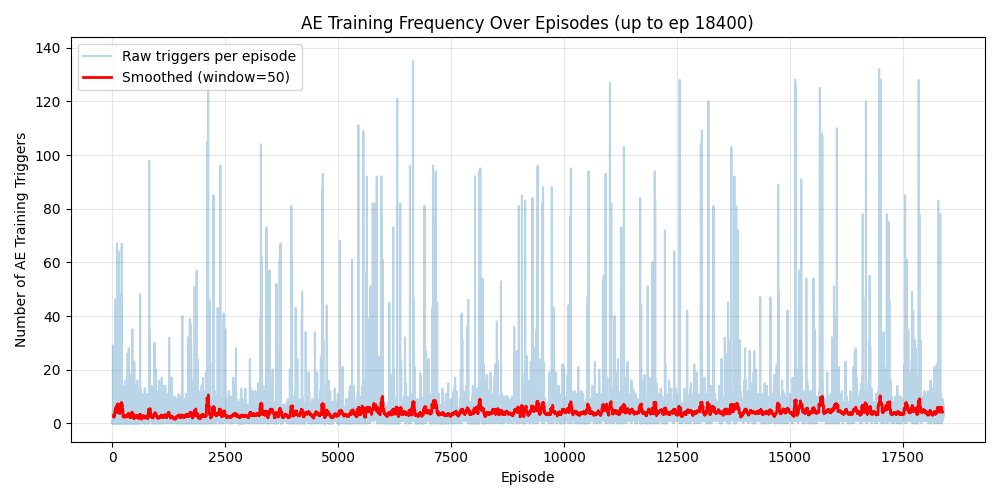 AE Training Frequency Over Episodes (up to ep 18400)
Raw triggers per episode
Smoothed (window=50)
Number of AE Training Triggers
140
120
100
80
60
40
20
0
0 2500 5000 7500 10000 12500 15000 17500
Episode